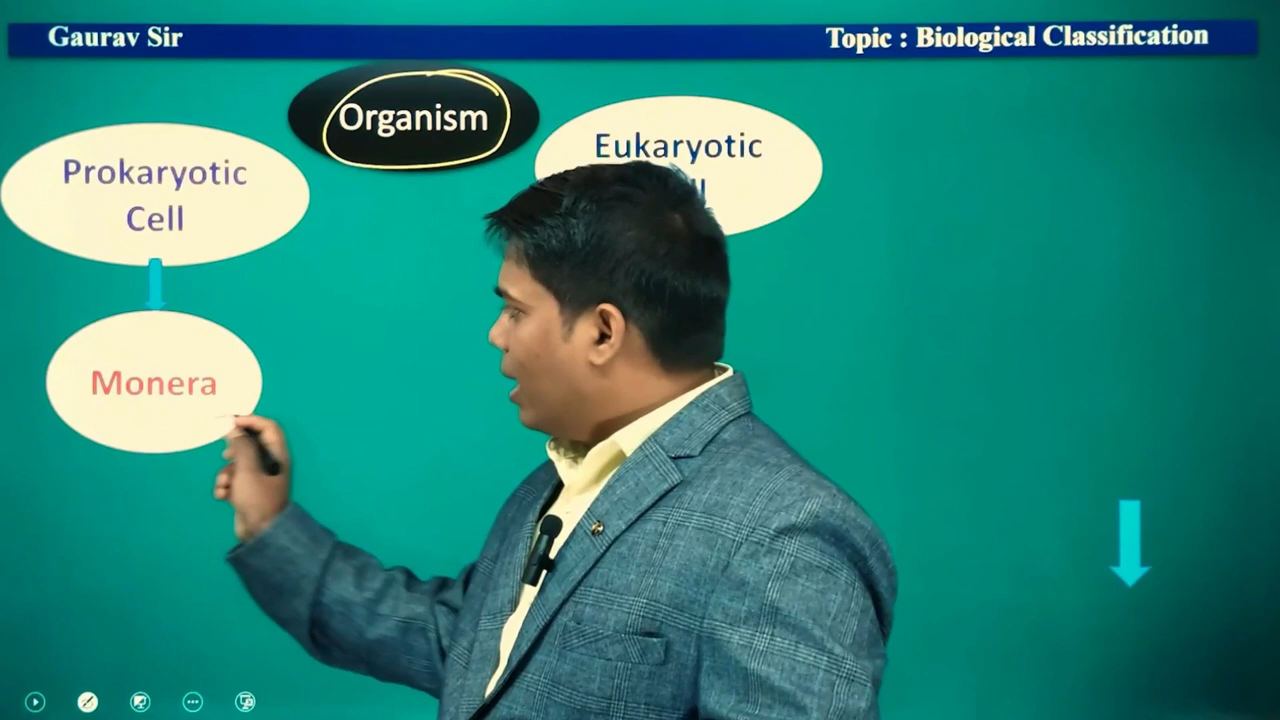 Gaurav Sir
Topic : Biological Classification
Organism
Prokaryotic
Cell
Eukaryotic
Monera